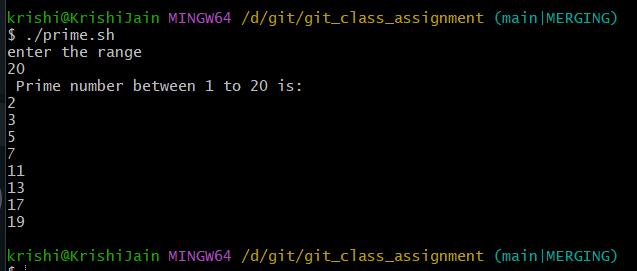 krishi@KrishiJain MINGW64 /d/git/git_class_assignment (main|MERGING)
$ ./prime.sh
enter the range
20
 Prime number between 1 to 20 is:
2
3
5
7
11
13
17
19
krishi@KrishiJain MINGW64 /d/git/git_class_assignment (main|MERGING)
$